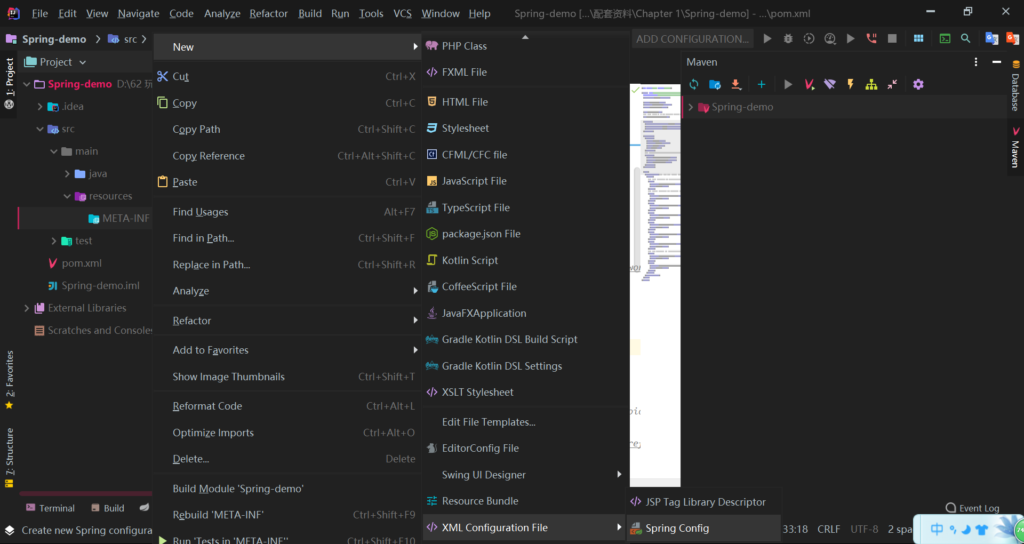 File Edit View Navigate Code Analyze Refactor Build Run Tools VCS Window Help Spring-demo [...\配套资料\Chapter 1\Spring-demo] - ...\pom.xml
Spring-demo src ADD CONFIGURATION...
1: Project
Project
Spring-demo D:\62
.idea
src
main
java
resources
META-INF
test
pom.xml
Spring-demo.iml
External Libraries
Scratches and Consoles
2: Favorites
7: Structure
New
Cut Ctrl+X
Copy Ctrl+C
Copy Path Ctrl+Shift+C
Copy Reference Ctrl+Alt+Shift+C
Paste Ctrl+V
Find Usages Alt+F7
Find in Path... Ctrl+Shift+F
Replace in Path... Ctrl+Shift+R
Analyze
Refactor
Add to Favorites
Show Image Thumbnails Ctrl+Shift+T
Reformat Code Ctrl+Alt+L
Optimize Imports Ctrl+Alt+O
Delete... Delete
Build Module 'Spring-demo'
Rebuild 'META-INF' Ctrl+Shift+F9
Run 'Tests in 'META-INF'' Ctrl+Shift+F10
PHP Class
FXML File
HTML File
Stylesheet
CFML/CFC file
JavaScript File
TypeScript File
package.json File
Kotlin Script
CoffeeScript File
JavaFXApplication
Gradle Kotlin DSL Build Script
Gradle Kotlin DSL Settings
XSLT Stylesheet
Edit File Templates...
EditorConfig File
Swing UI Designer
Resource Bundle
XML Configuration File
JSP Tag Library Descriptor
Spring Config
Maven
Spring-demo
Database
Maven
Terminal Build
Event Log
Create new Spring configura
33:18 CRLF UTF-8 2 spa
中